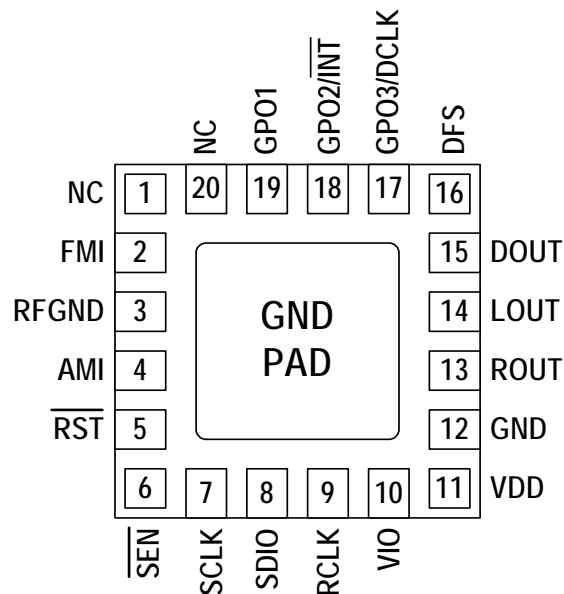 NC
GPO1
GPO2/INT
GPO3/DCLK
DFS
NC 1 20 19 18 17 16
FMI 2 15 DOUT
RFGND 3 14 LOUT
GND
PAD
AMI 4 13 ROUT
RST 5 12 GND
6 7 8 9 10 11 VDD
SEN
SCLK
SDIO
RCLK
VIO